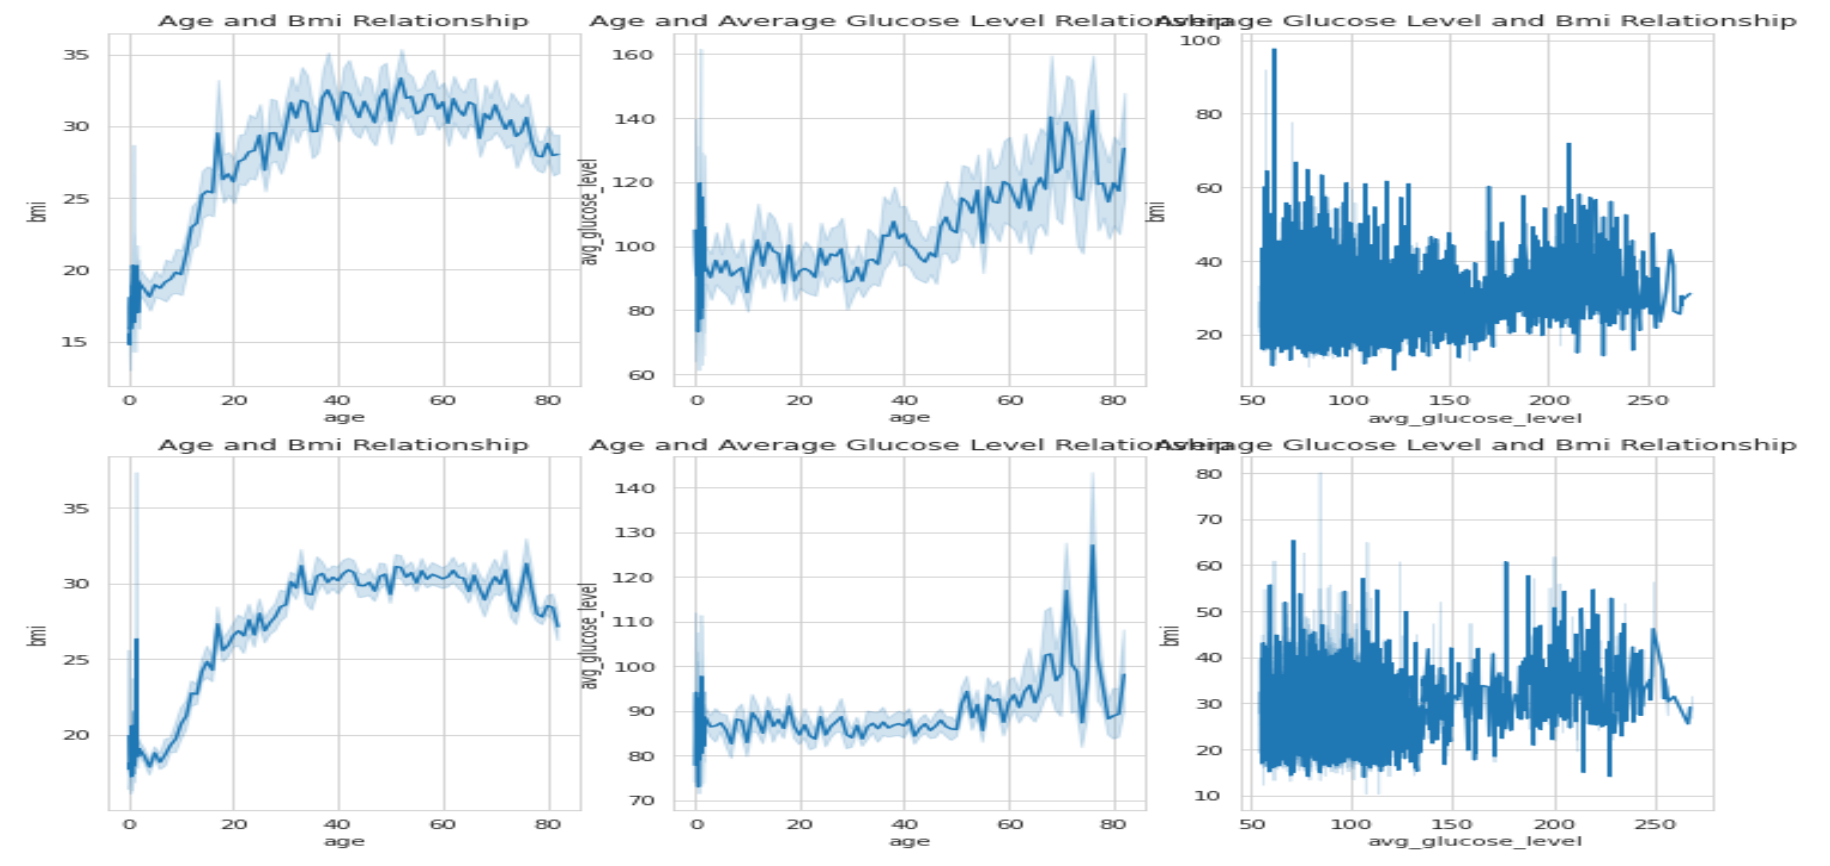 Age and Bmi Relationship
35
30
25
20
15
bmi
0 20 40 60 80
age
Age and Average Glucose Level Relationship
160
140
120
100
80
60
avg_glucose_level
0 20 40 60 80
age
Average Glucose Level and Bmi Relationship
100
80
60
40
20
bmi
50 100 150 200 250
avg_glucose_level
Age and Bmi Relationship
35
30
25
20
bmi
0 20 40 60 80
age
Age and Average Glucose Level Relationship
140
130
120
110
100
90
80
70
avg_glucose_level
0 20 40 60 80
age
Average Glucose Level and Bmi Relationship
80
70
60
50
40
30
20
10
bmi
50 100 150 200 250
avg_glucose_level